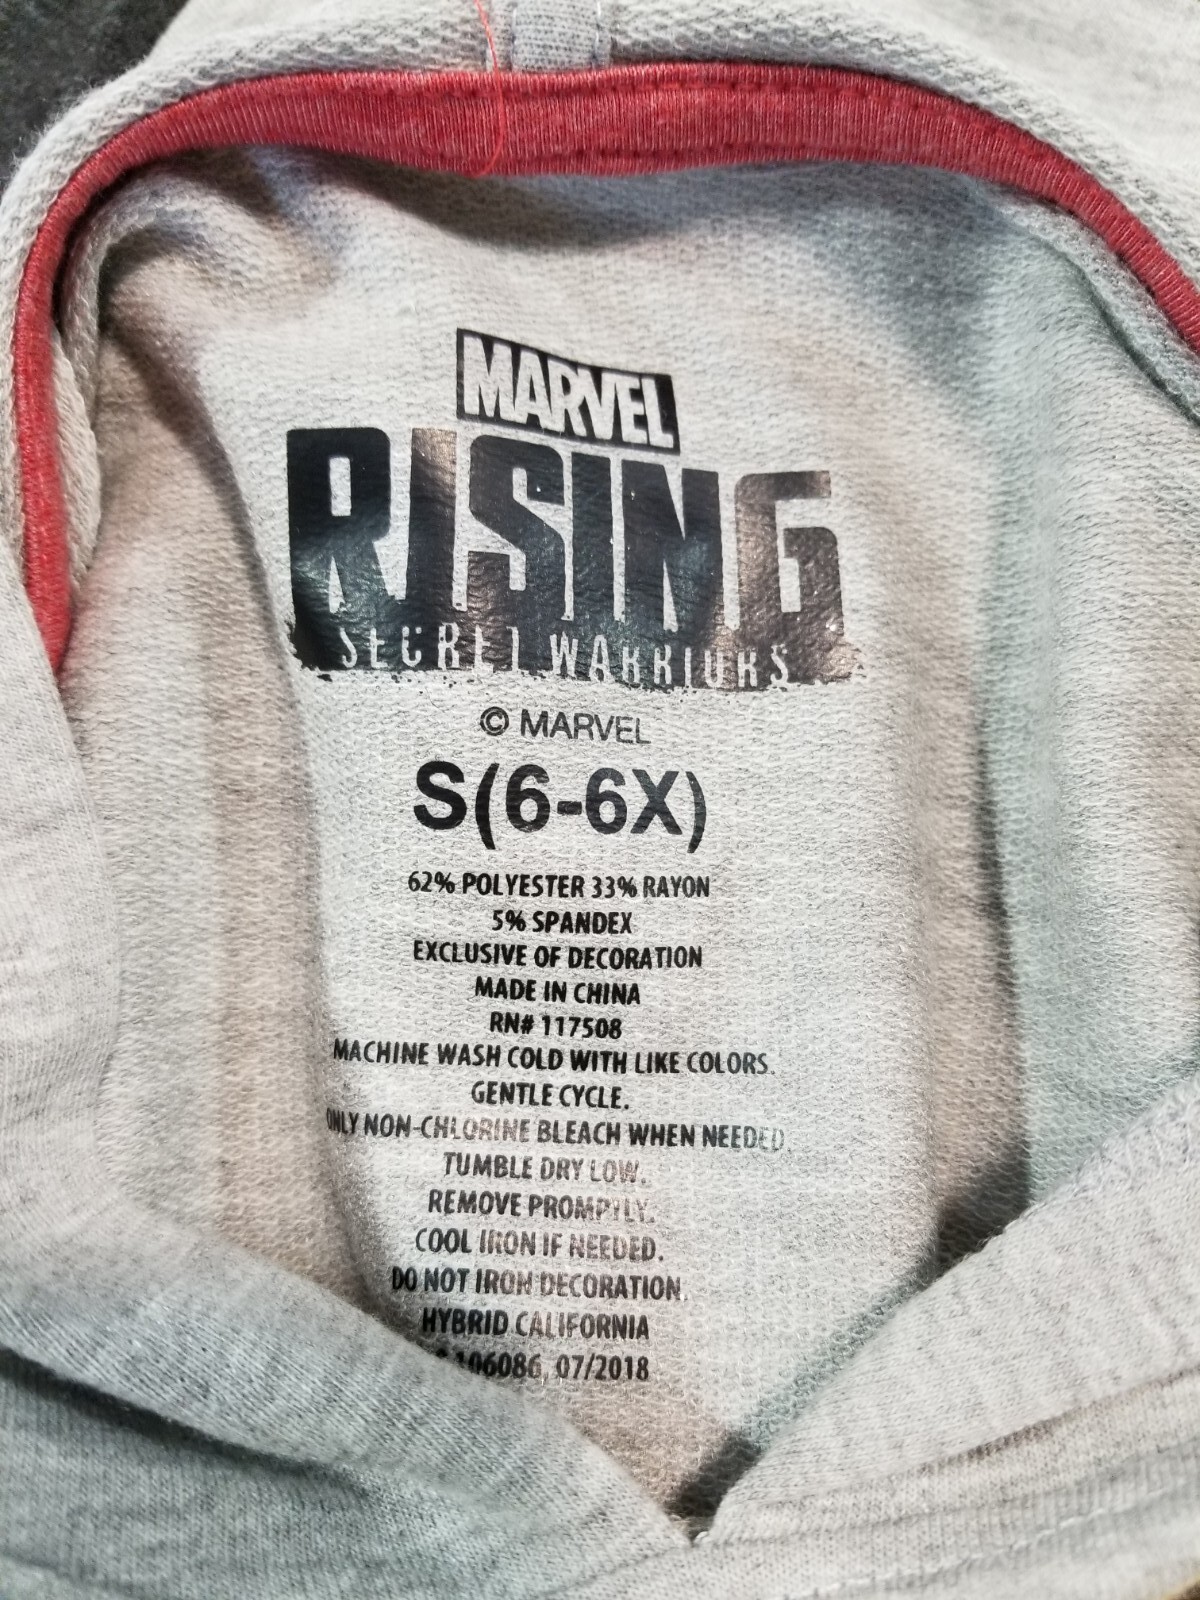 MARVEL
RISING
SECRET WARRIORS
© MARVEL
S(6-6X)
62% POLYESTER 33% RAYON
5% SPANDEX
EXCLUSIVE OF DECORATION
MADE IN CHINA
RN# 117508
MACHINE WASH COLD WITH LIKE COLORS.
GENTLE CYCLE.
ONLY NON-CHLORINE BLEACH WHEN NEEDED.
TUMBLE DRY LOW.
REMOVE PROMPTLY.
COOL IRON IF NEEDED.
DO NOT IRON DECORATION.
HYBRID CALIFORNIA
106086, 07/2018